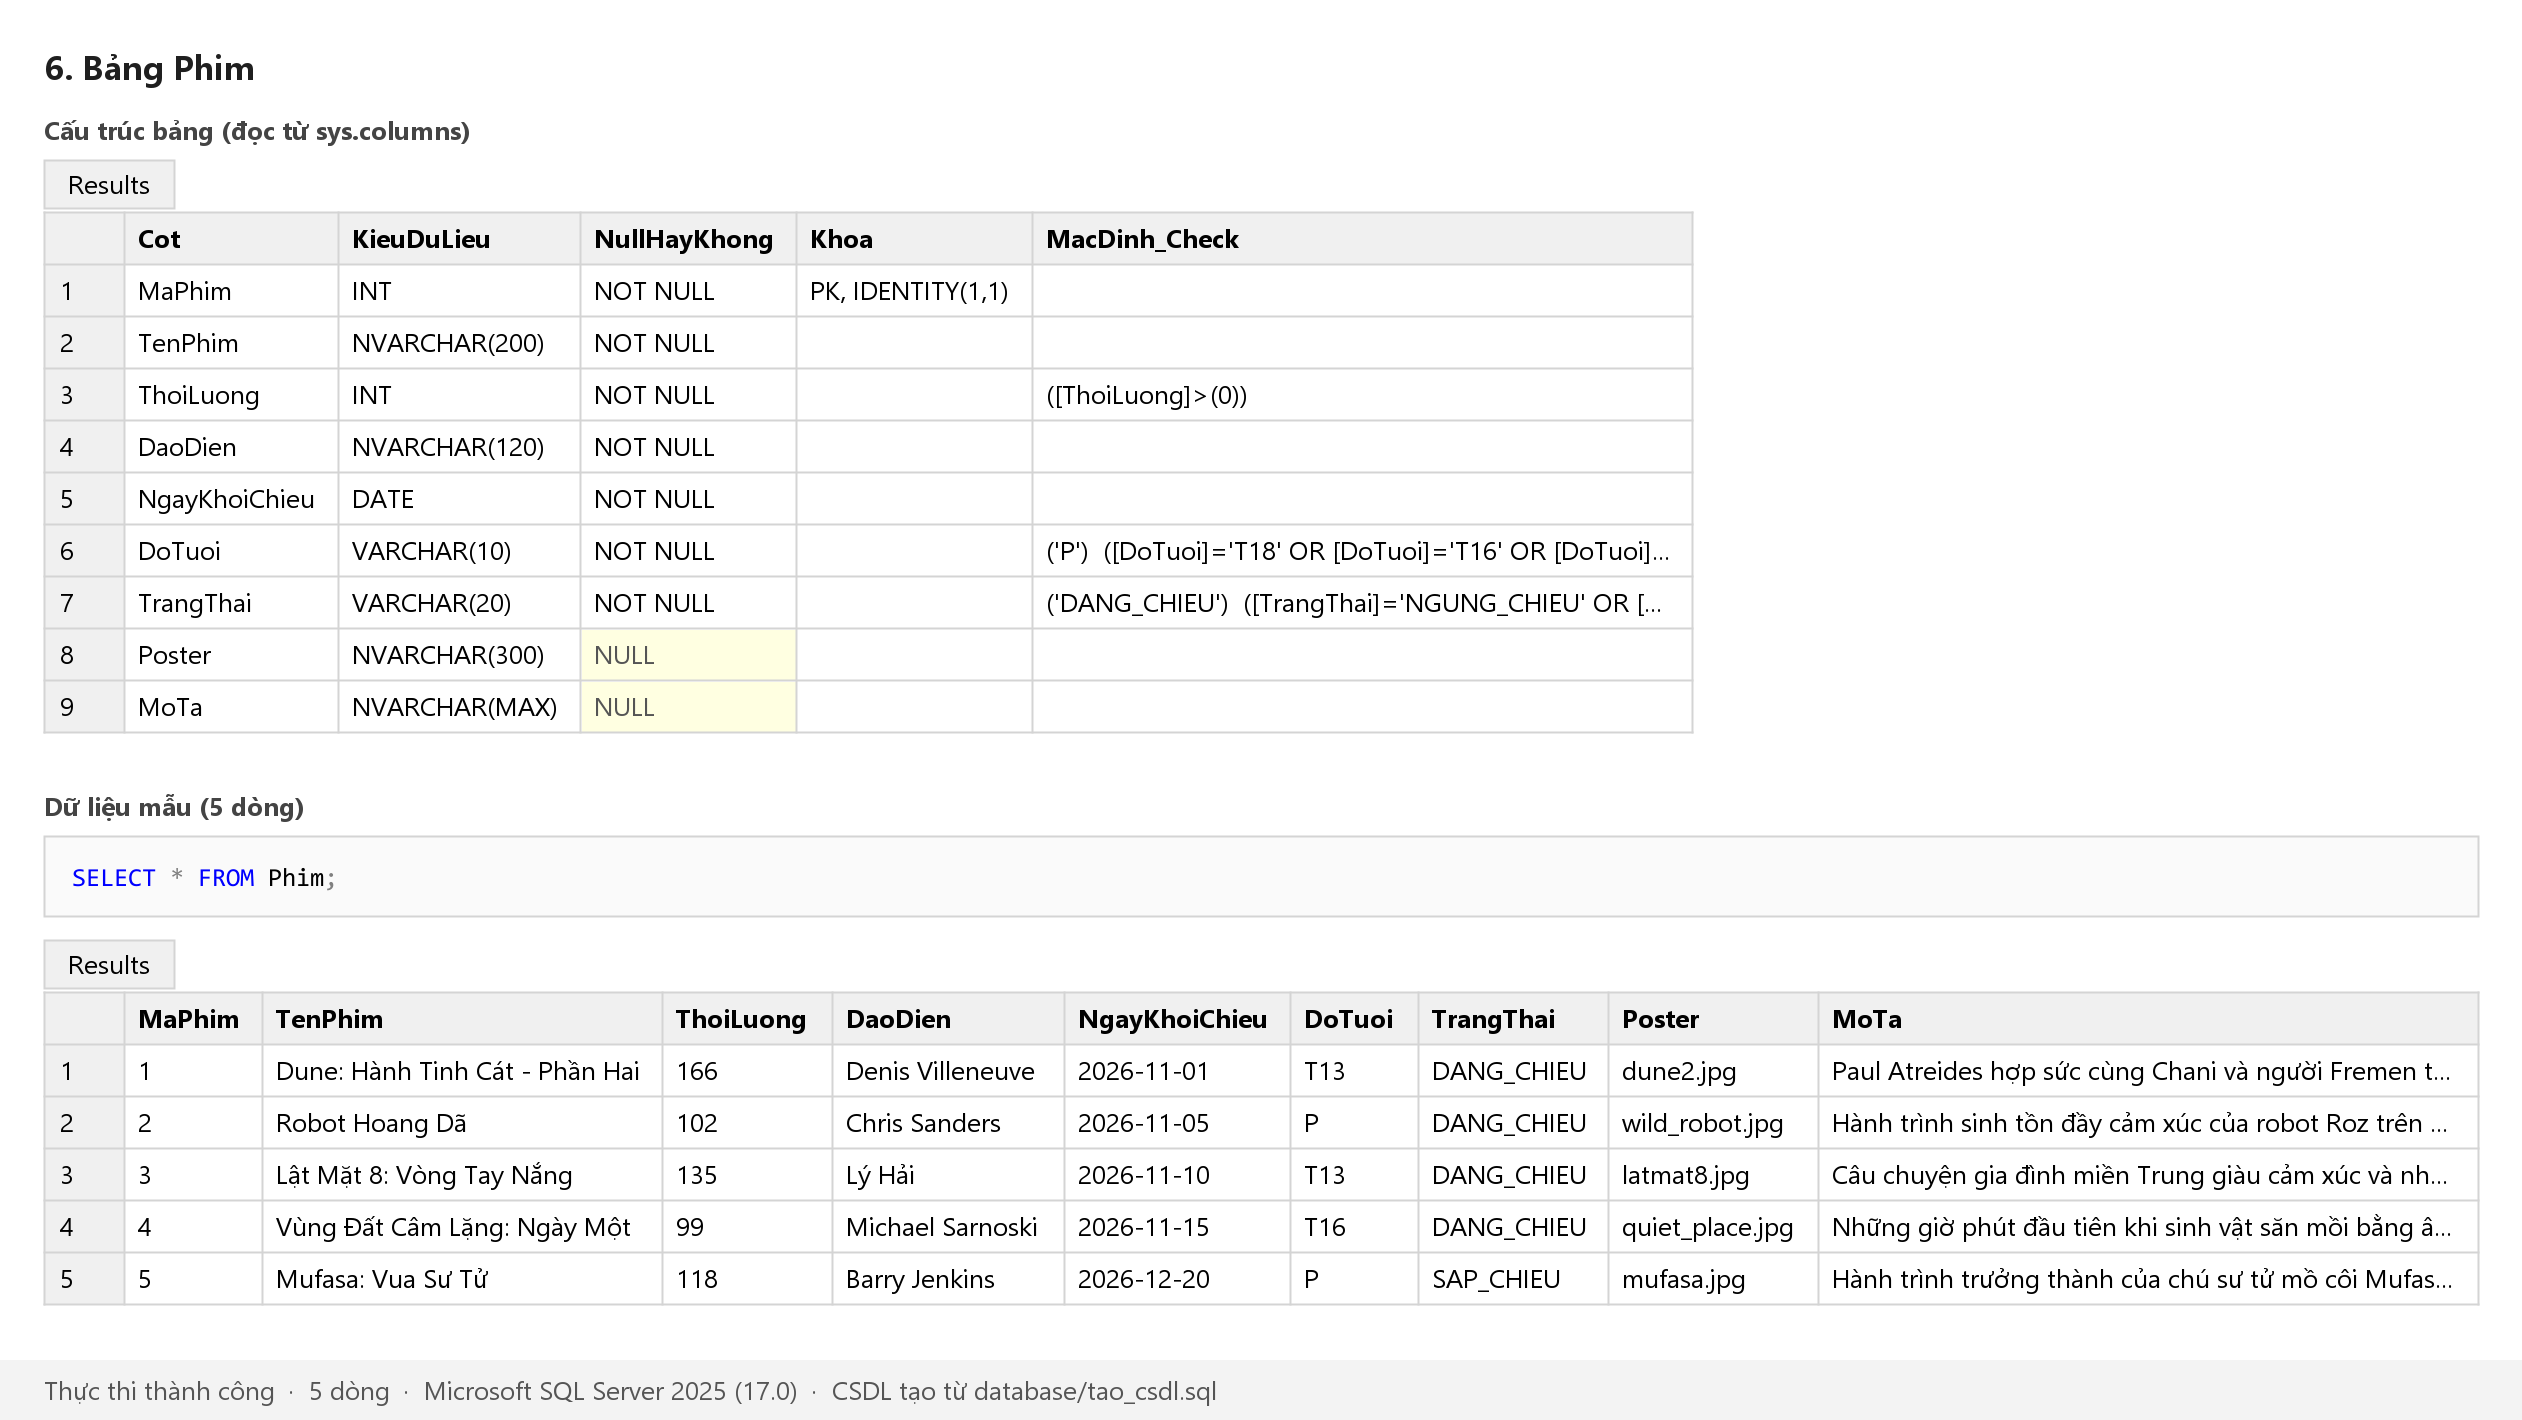 6. Bảng Phim
Cấu trúc bảng (đọc từ sys.columns)
Results
Cot KieuDuLieu NullHayKhong Khoa MacDinh_Check
1 MaPhim INT NOT NULL PK, IDENTITY(1,1)
2 TenPhim NVARCHAR(200) NOT NULL
3 ThoiLuong INT NOT NULL ([ThoiLuong]>(0))
4 DaoDien NVARCHAR(120) NOT NULL
5 NgayKhoiChieu DATE NOT NULL
6 DoTuoi VARCHAR(10) NOT NULL ('P') ([DoTuoi]='T18' OR [DoTuoi]='T16' OR [DoTuoi]...
7 TrangThai VARCHAR(20) NOT NULL ('DANG_CHIEU') ([TrangThai]='NGUNG_CHIEU' OR [...
8 Poster NVARCHAR(300) NULL
9 MoTa NVARCHAR(MAX) NULL
Dữ liệu mẫu (5 dòng)
SELECT * FROM Phim;
Results
MaPhim TenPhim ThoiLuong DaoDien NgayKhoiChieu DoTuoi TrangThai Poster MoTa
1 1 Dune: Hành Tinh Cát - Phần Hai 166 Denis Villeneuve 2026-11-01 T13 DANG_CHIEU dune2.jpg Paul Atreides hợp sức cùng Chani và người Fremen t...
2 2 Robot Hoang Dã 102 Chris Sanders 2026-11-05 P DANG_CHIEU wild_robot.jpg Hành trình sinh tồn đầy cảm xúc của robot Roz trên ...
3 3 Lật Mặt 8: Vòng Tay Nắng 135 Lý Hải 2026-11-10 T13 DANG_CHIEU latmat8.jpg Câu chuyện gia đình miền Trung giàu cảm xúc và nh...
4 4 Vùng Đất Câm Lặng: Ngày Một 99 Michael Sarnoski 2026-11-15 T16 DANG_CHIEU quiet_place.jpg Những giờ phút đầu tiên khi sinh vật săn mồi bằng â...
5 5 Mufasa: Vua Sư Tử 118 Barry Jenkins 2026-12-20 P SAP_CHIEU mufasa.jpg Hành trình trưởng thành của chú sư tử mồ côi Mufas...
Thực thi thành công · 5 dòng · Microsoft SQL Server 2025 (17.0) · CSDL tạo từ database/tao_csdl.sql